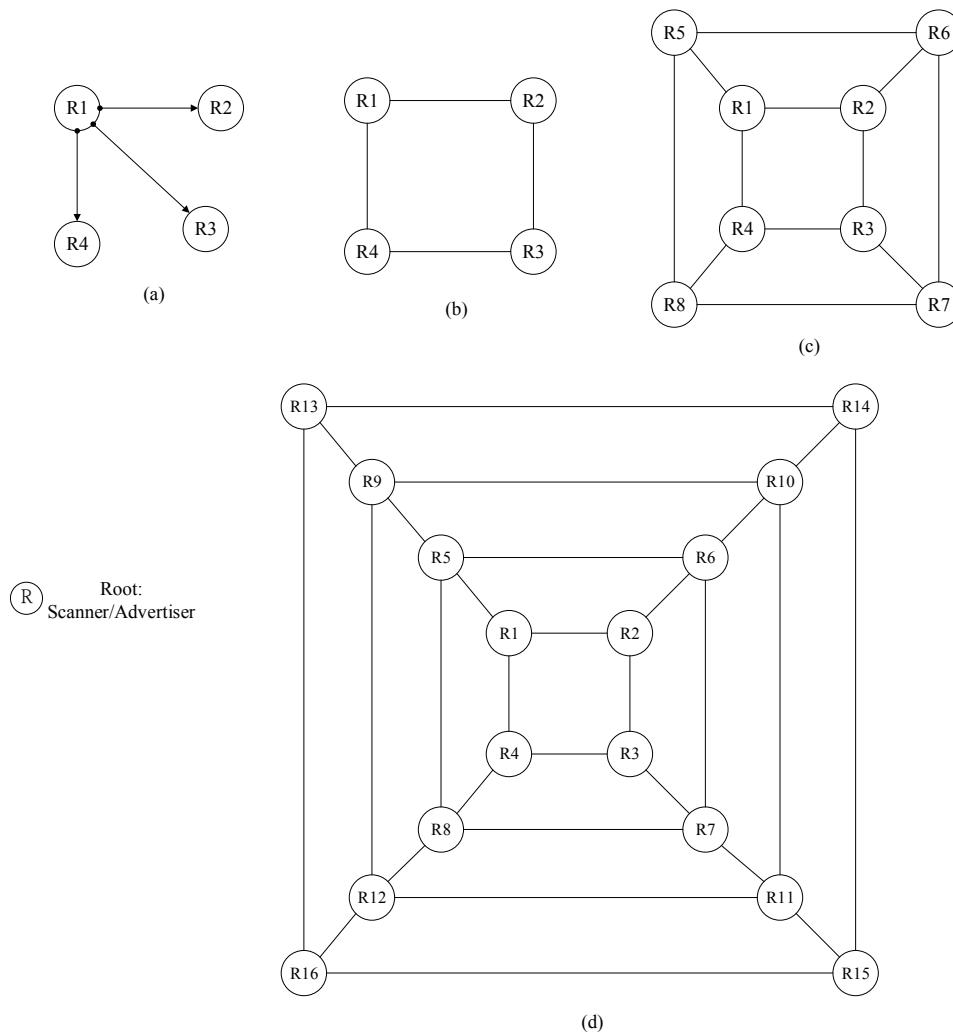 R1
R2
R4
R3
(a)
R1
R2
R4
R3
(b)
R5
R6
R1
R2
R4
R3
R8
R7
(c)
R13
R14
R9
R10
R5
R6
R1
R2
R4
R3
R8
R7
R12
R11
R16
R15
(d)
R
Root:
Scanner/Advertiser